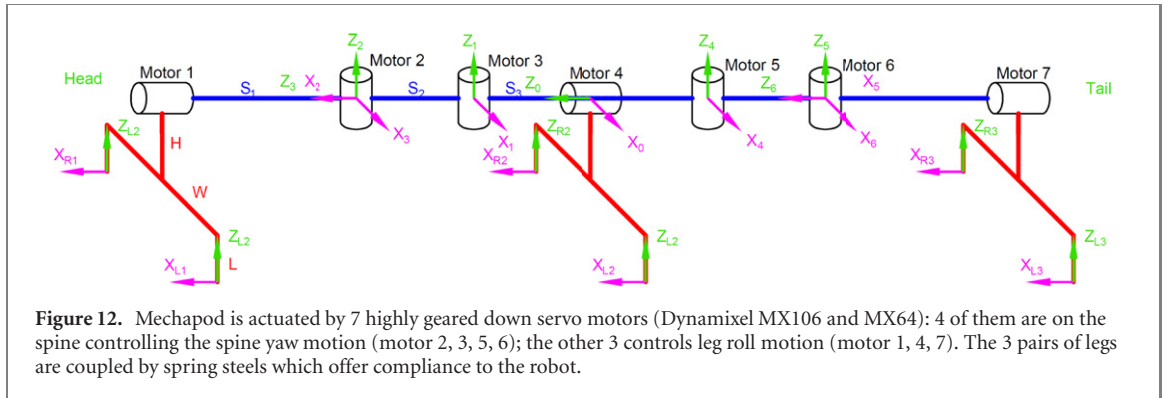 Z2 Z1 Z4 Z5
Head Motor 1 Motor 2 Motor 3 Motor 4 Motor 5 Motor 6 Motor 7 Tail
S1 Z3 X2 S2 S3 Z0 Z6 X5
X3 X1 X0 X4 X6
ZL2 H ZR2 ZR3
XR1 XR2 XR3
W
ZL2 ZL2 ZL3
XL1 L XL2 XL3
Figure 12. Mechapod is actuated by 7 highly geared down servo motors (Dynamixel MX106 and MX64): 4 of them are on the
spine controlling the spine yaw motion (motor 2, 3, 5, 6); the other 3 controls leg roll motion (motor 1, 4, 7). The 3 pairs of legs
are coupled by spring steels which offer compliance to the robot.